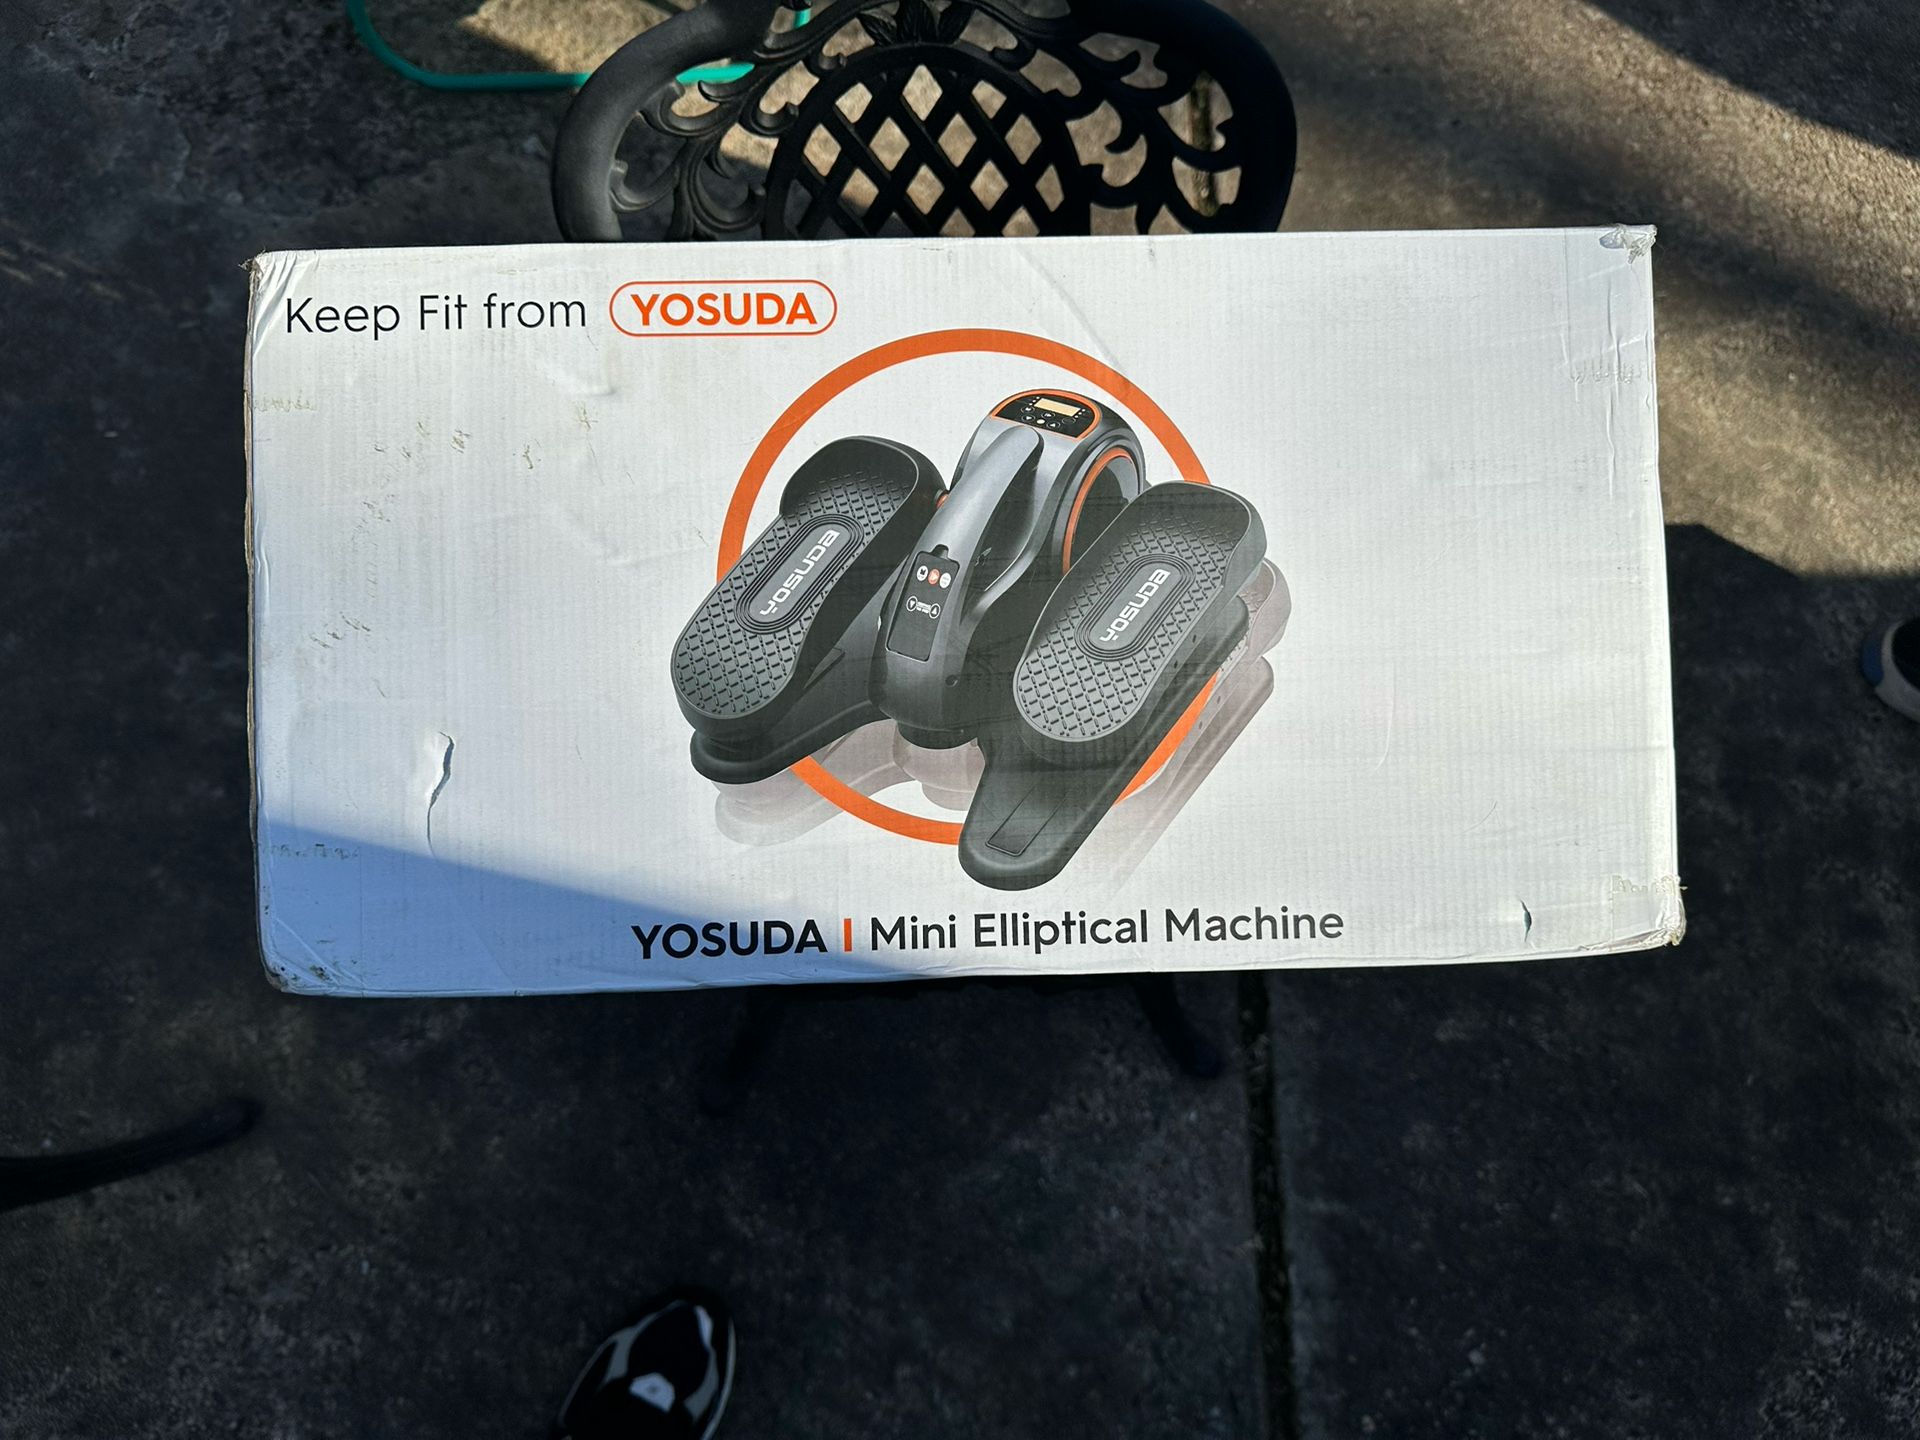 Keep Fit from YOSUDA
YOSUDA
YOSUDA
YOSUDA | Mini Elliptical Machine